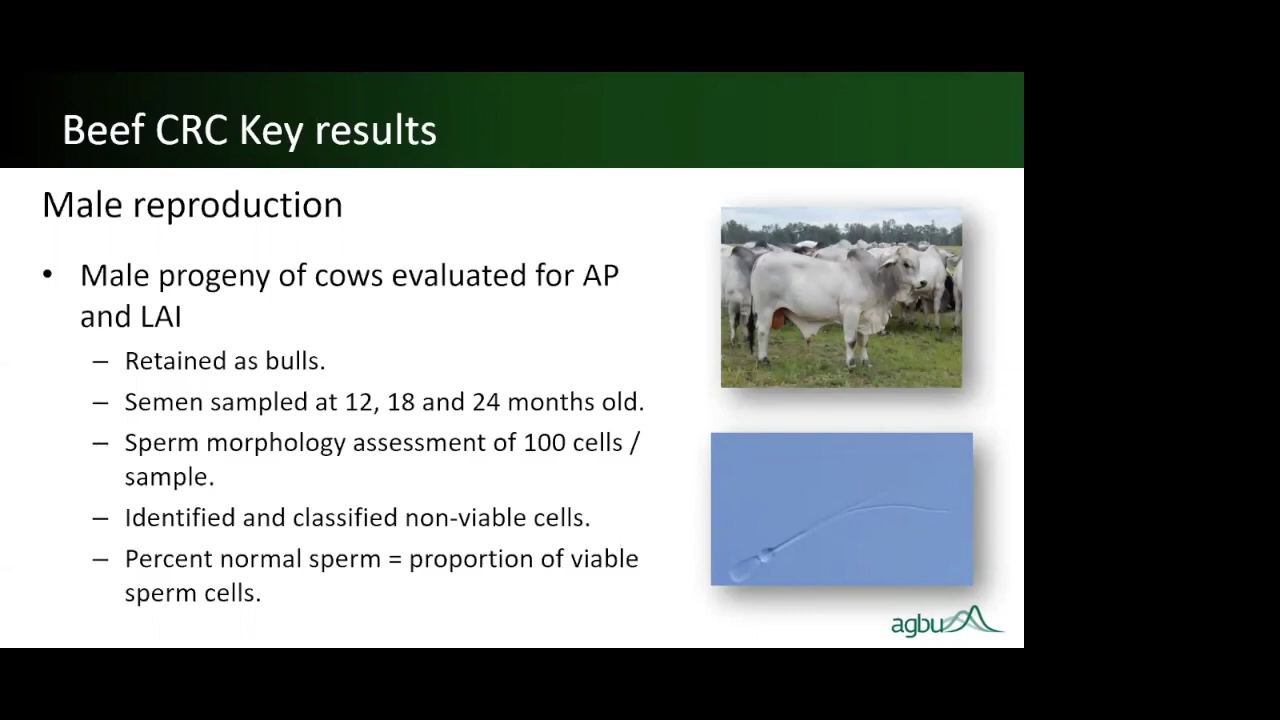 Beef CRC Key results
Male reproduction
• Male progeny of cows evaluated for AP
and LAI
– Retained as bulls.
– Semen sampled at 12, 18 and 24 months old.
– Sperm morphology assessment of 100 cells /
sample.
– Identified and classified non-viable cells.
– Percent normal sperm = proportion of viable
sperm cells.
agbu